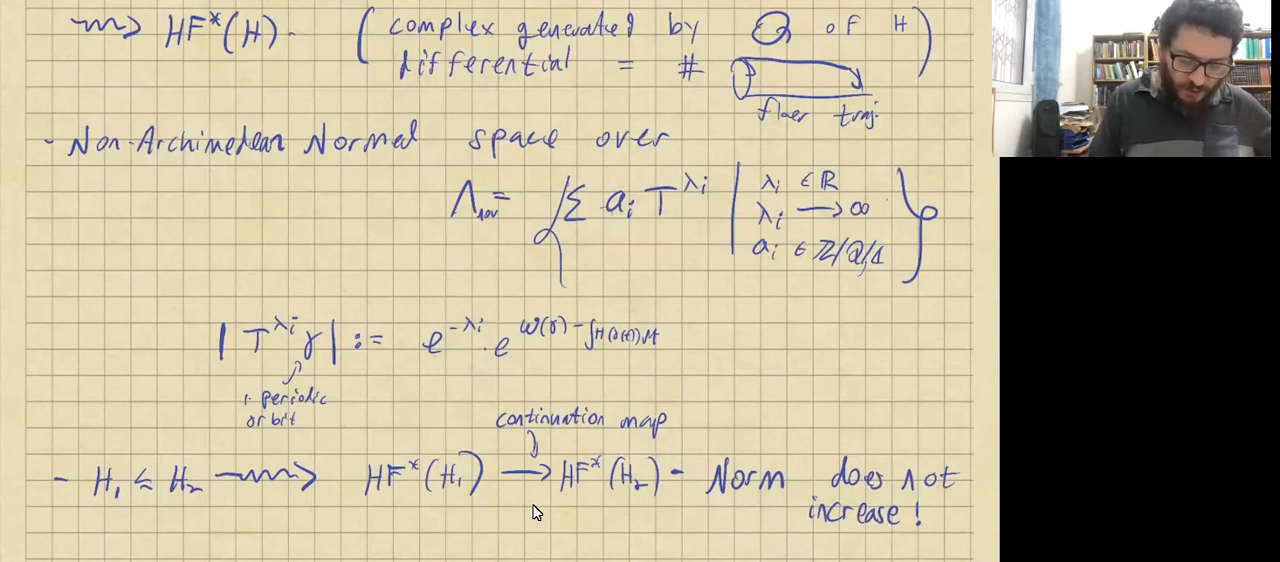 ⇝ HF*(H). (complex generated by of H)
differential = #
floer traj.
- Non-Archimedean Normal space over
Λnov = { Σ aᵢ T^λᵢ | λᵢ ∈ ℝ
λᵢ → ∞
aᵢ ∈ ℤ/ℚ/ }
| T^λᵢ γ | := e^-λᵢ · e^ω(γ) - ∫H(γ(t))dt
1-periodic
orbit
continuation map
- H₁ ≤ H₂ ⇝ HF*(H₁) → HF*(H₂) - Norm does not
increase!